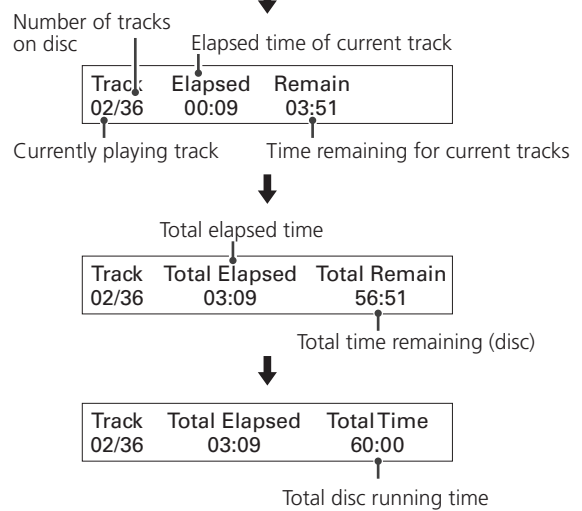 Number of tracks
on disc
Elapsed time of current track
Track Elapsed Remain
02/36 00:09 03:51
Currently playing track Time remaining for current tracks
Total elapsed time
Track Total Elapsed Total Remain
02/36 03:09 56:51
Total time remaining (disc)
Track Total Elapsed Total Time
02/36 03:09 60:00
Total disc running time